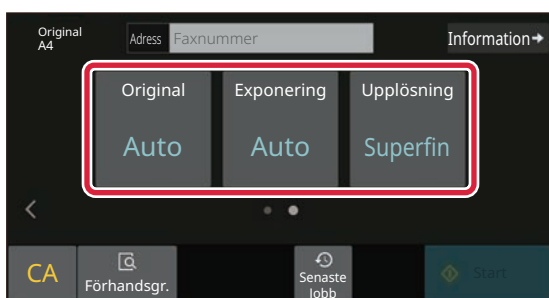 Original
A4
Adress Faxnummer
Information
Original Exponering Upplösning
Auto Auto Superfin
CA
Förhandsgr.
Senaste
Jobb
Start